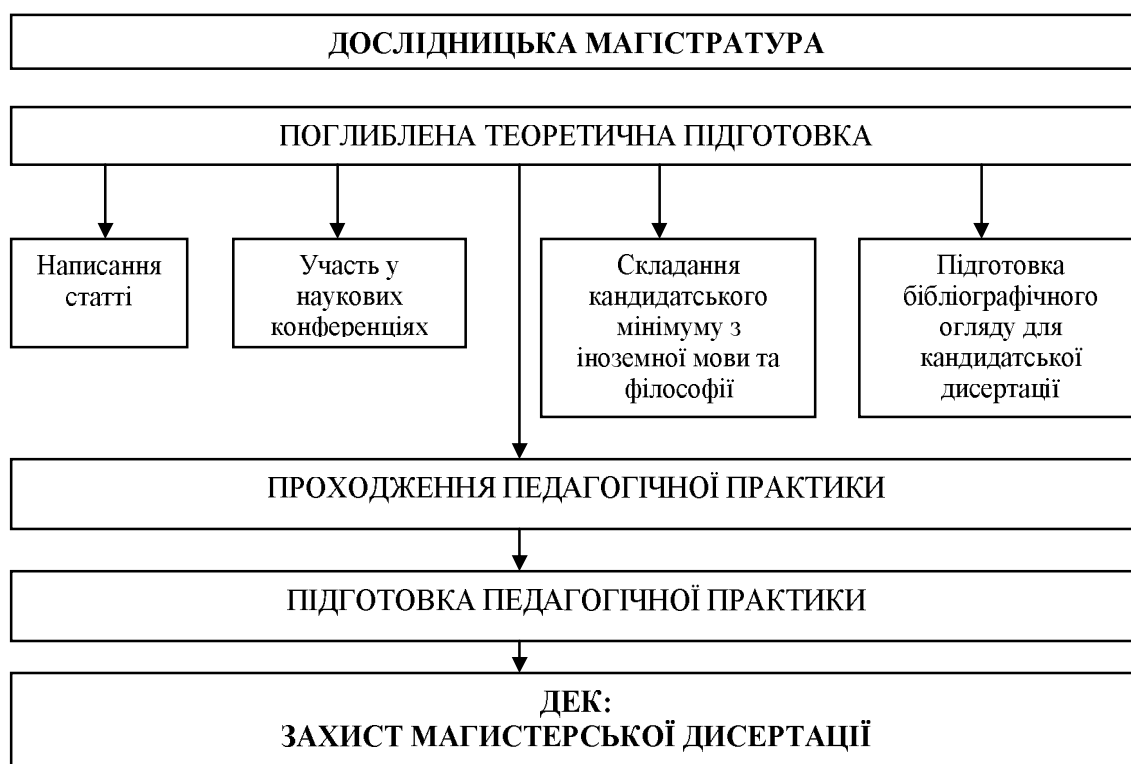 ДОСЛІДНИЦЬКА МАГІСТРАТУРА
ПОГЛИБЛЕНА ТЕОРЕТИЧНА ПІДГОТОВКА
Написання
статті
Участь у
наукових
конференціях
Складання
кандидатського
мінімуму з
іноземної мови та
філософії
Підготовка
бібліографічного
огляду для
кандидатської
дисертації
ПРОХОДЖЕННЯ ПЕДАГОГІЧНОЇ ПРАКТИКИ
ПІДГОТОВКА ПЕДАГОГІЧНОЇ ПРАКТИКИ
ДЕК:
ЗАХИСТ МАГИСТЕРСЬКОЇ ДИСЕРТАЦІЇ